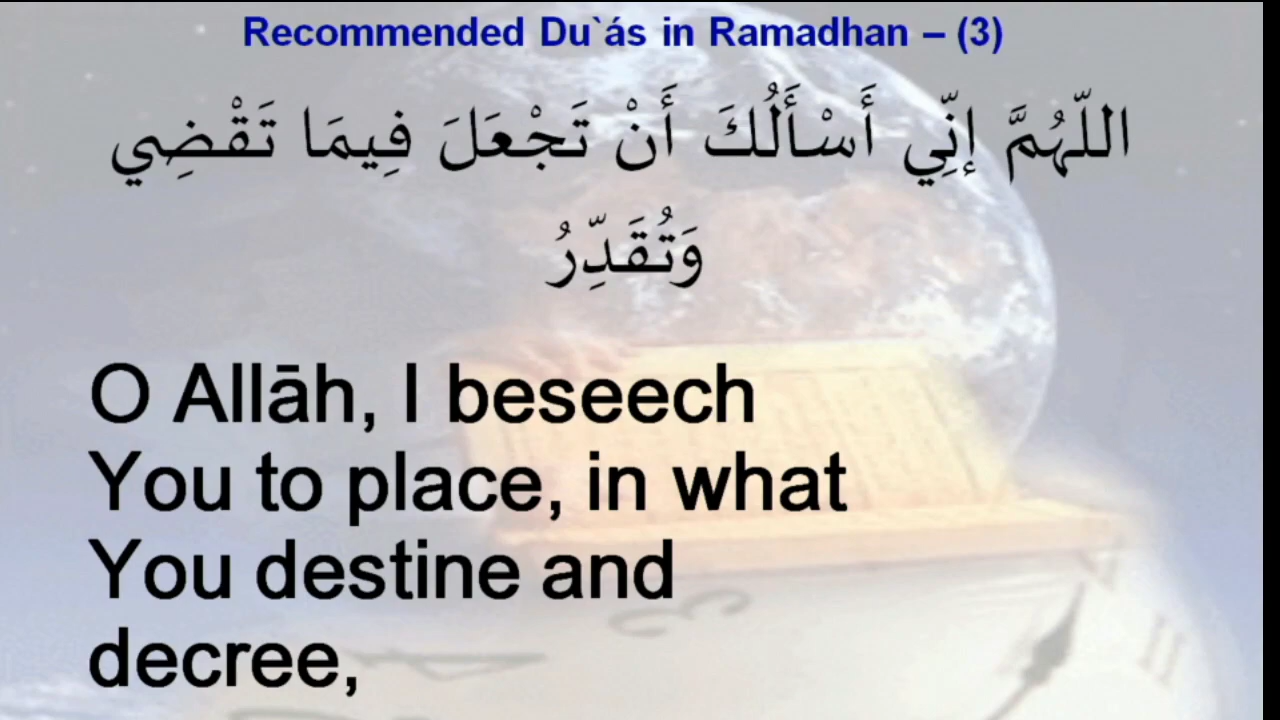 Recommended Du`ás in Ramadhan – (3)
اللّهُمَّ إنِّي أَسْأَلُكَ أَنْ تَجْعَلَ فِيمَا تَقْضِي
وَتُقَدِّرُ
O Allāh, I beseech
You to place, in what
You destine and
decree,